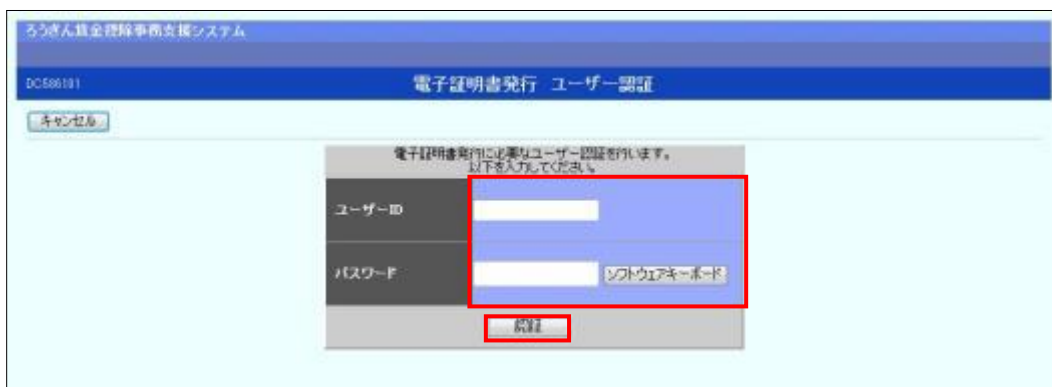 ろうきん賃金控除事務支援システム
DC586101
電子証明書発行 ユーザー認証
キャンセル
電子証明書発行に必要なユーザー認証を行います。
以下を入力してください。
ユーザーID
パスワード
ソフトウェアキーボード
認証